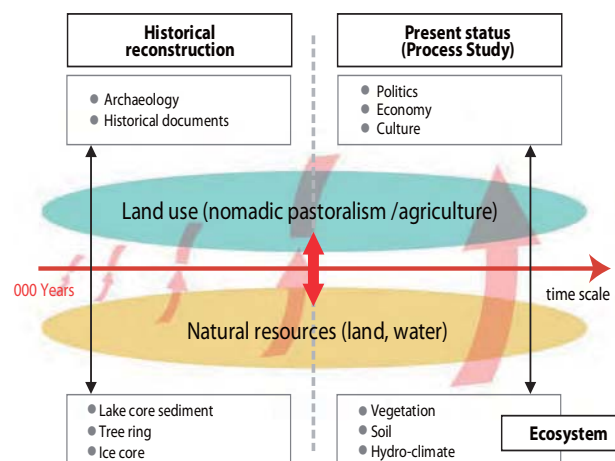 Historical
reconstruction
Present status
(Process Study)
Archaeology
Historical documents
Politics
Economy
Culture
Land use (nomadic pastoralism /agriculture)
000 Years
time scale
Natural resources (land, water)
Lake core sediment
Tree ring
Ice core
Vegetation
Soil
Hydro-climate
Ecosystem